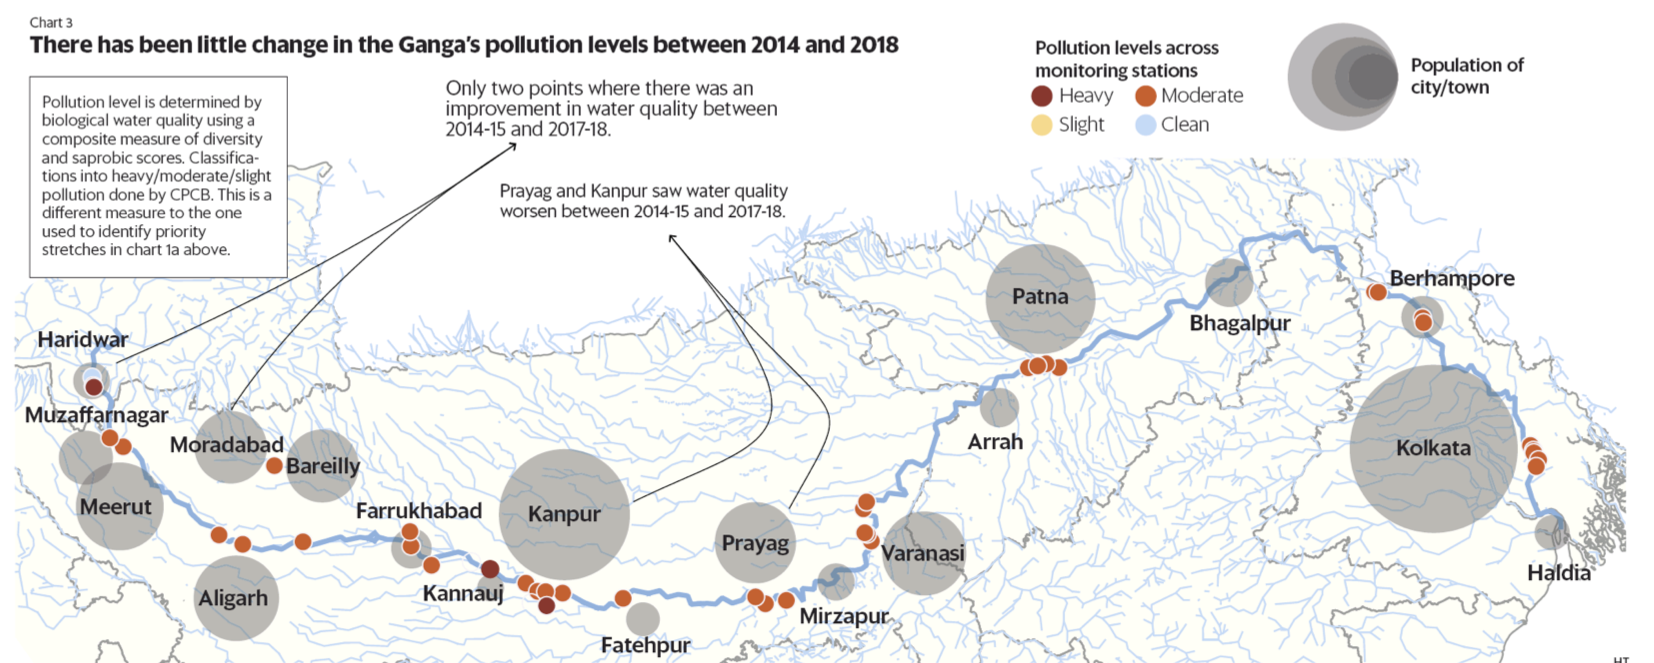 Chart 3
There has been little change in the Ganga's pollution levels between 2014 and 2018
Pollution level is determined by
biological water quality using a
composite measure of diversity
and saprobic scores. Classifica-
tions into heavy/moderate/slight
pollution done by CPCB. This is a
different measure to the one
used to identify priority
stretches in chart 1a above.
Only two points where there was an
improvement in water quality between
2014-15 and 2017-18.
Prayag and Kanpur saw water quality
worsen between 2014-15 and 2017-18.
Pollution levels across
monitoring stations
Heavy
Moderate
Slight
Clean
Population of
city/town
Haridwar
Muzaffarnagar
Meerut
Moradabad
Bareilly
Aligarh
Farrukhabad
Kannauj
Kanpur
Fatehpur
Prayag
Mirzapur
Varanasi
Arrah
Patna
Bhagalpur
Berhampore
Kolkata
Haldia
HT